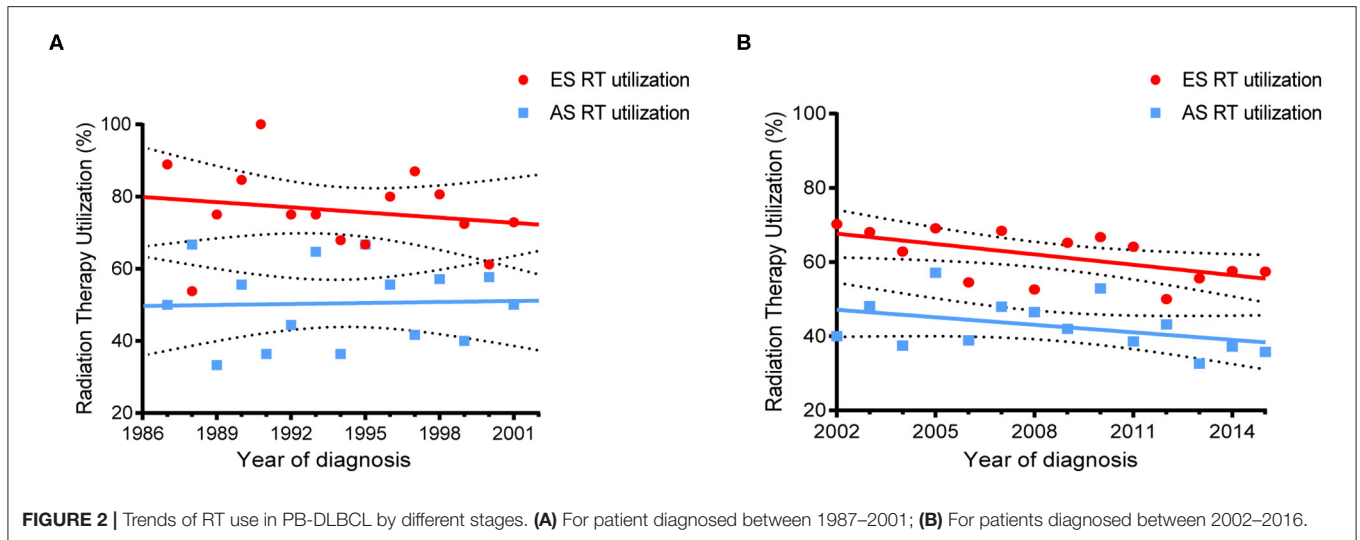 A
ES RT utilization
AS RT utilization
Radiation Therapy Utilization (%)
100
80
60
40
20
1986 1989 1992 1995 1998 2001
Year of diagnosis
B
ES RT utilization
AS RT utilization
Radiation Therapy Utilization (%)
100
80
60
40
20
2002 2005 2008 2011 2014
Year of diagnosis
FIGURE 2 | Trends of RT use in PB-DLBCL by different stages. (A) For patient diagnosed between 1987–2001; (B) For patients diagnosed between 2002–2016.